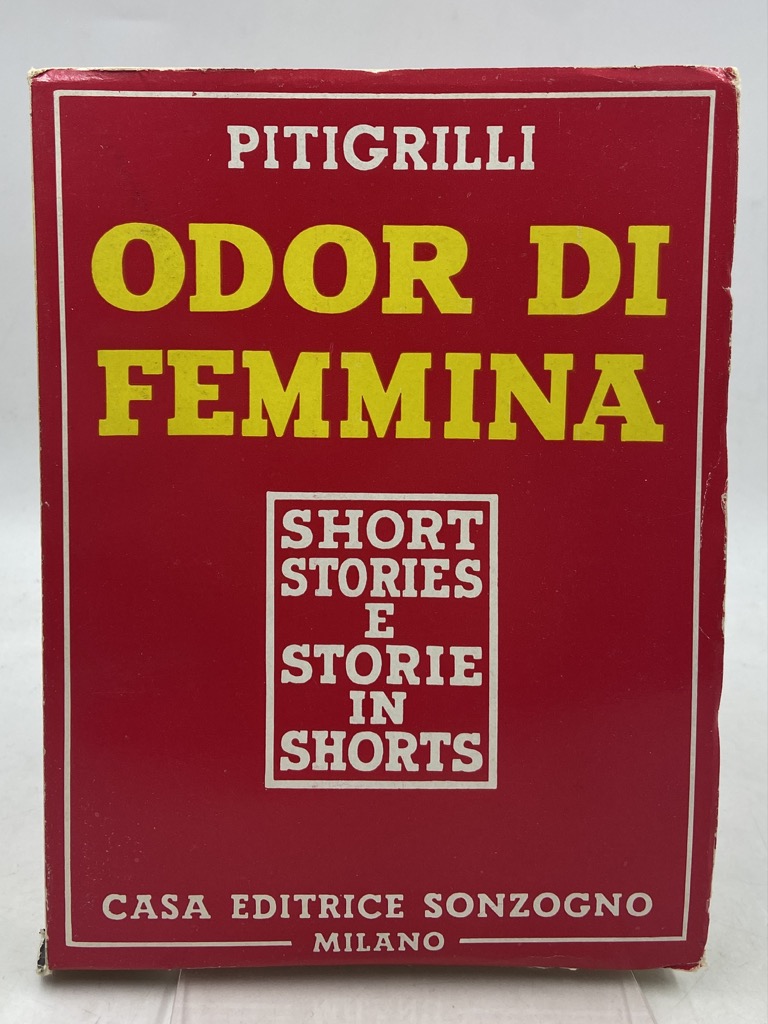 PITIGRILLI
ODOR DI
FEMMINA
SHORT
STORIES
E
STORIE
IN
SHORTS
CASA EDITRICE SONZOGNO
MILANO